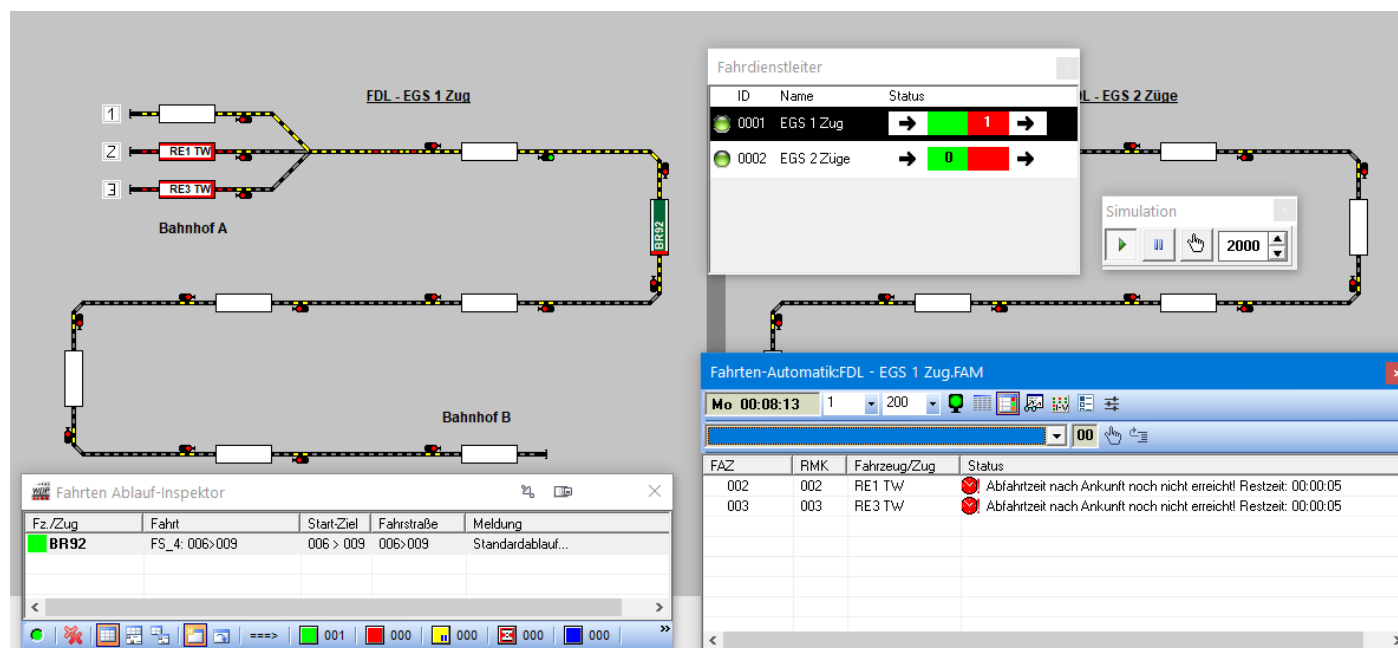 FDL - EGS 1 Zug
1
2 RE1 TW
3 RE3 TW
Bahnhof A
BR92
Bahnhof B
Fahrdienstleiter
ID Name Status
0001 EGS 1 Zug 1
0002 EGS 2 Züge 0
DL - EGS 2 Züge
Simulation
2000
Fahrten Ablauf-Inspektor
Fz./Zug Fahrt Start-Ziel Fahrstraße Meldung
BR92 FS_4: 006>009 006 > 009 006>009 Standardablauf...
===> 001 000 000 000 000 »
Fahrten-Automatik:FDL - EGS 1 Zug.FAM
Mo 00:08:13 1 200
00
FAZ RMK Fahrzeug/Zug Status
002 002 RE1 TW Abfahrtzeit nach Ankunft noch nicht erreicht! Restzeit: 00:00:05
003 003 RE3 TW Abfahrtzeit nach Ankunft noch nicht erreicht! Restzeit: 00:00:05